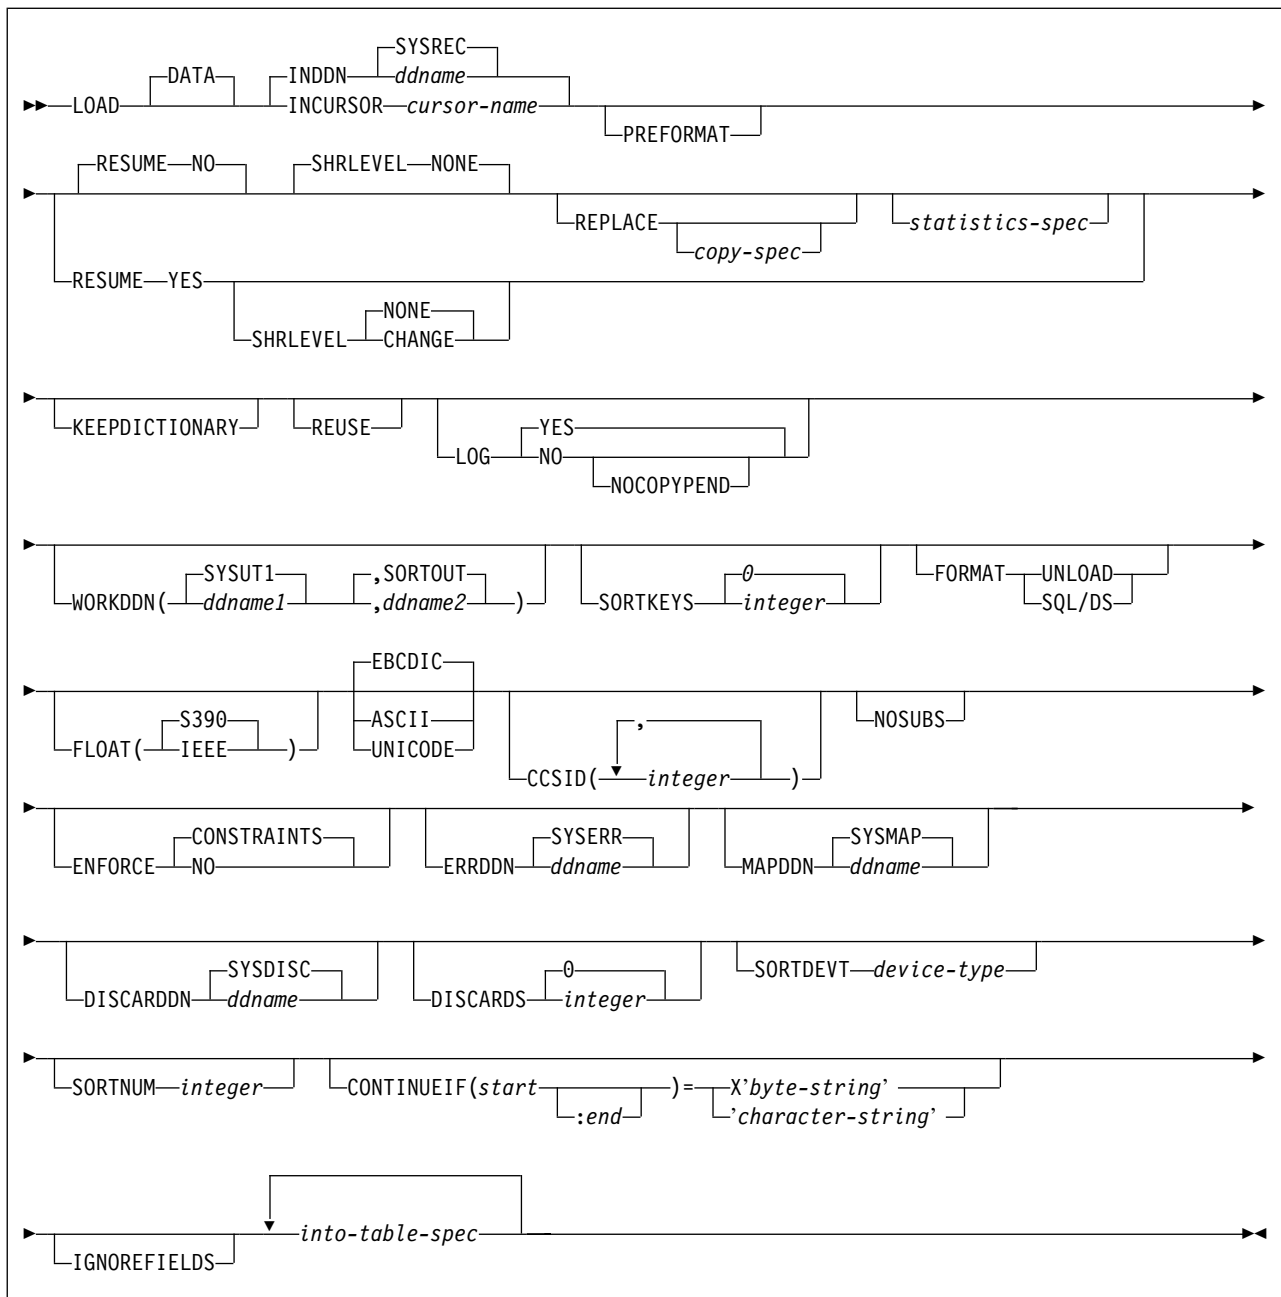 SYSREC
DATA INDDN ddname
LOAD INCURSOR cursor-name
PREFORMAT
RESUME NO SHRLEVEL NONE
REPLACE statistics-spec
copy-spec
RESUME YES
NONE
SHRLEVEL CHANGE
KEEPDICTIONARY REUSE YES
LOG NO
NOCOPYPEND
SYSUT1 ,SORTOUT 0 FORMAT UNLOAD
WORKDDN( ddname1 ,ddname2 ) SORTKEYS integer SQL/DS
EBCDIC
S390 ASCII , NOSUBS
FLOAT( IEEE ) UNICODE
CCSID( integer )
CONSTRAINTS SYSERR SYSMAP
ENFORCE NO ERRDDN ddname MAPDDN ddname
SYSDISC 0 SORTDEVT device-type
DISCARDDN ddname DISCARDS integer
SORTNUM integer CONTINUEIF(start )= X'byte-string'
:end 'character-string'
into-table-spec
IGNOREFIELDS